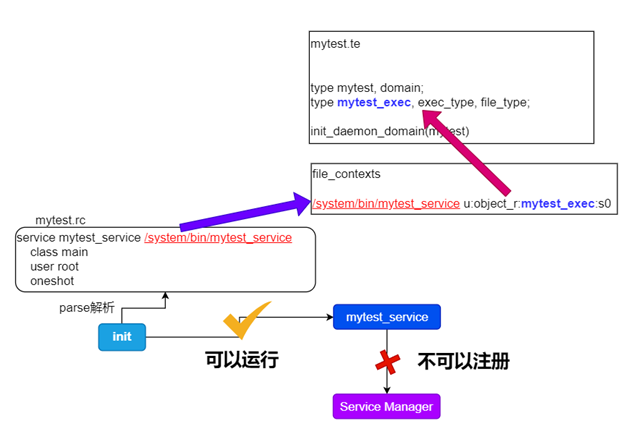 mytest.te
type mytest, domain;
type mytest_exec, exec_type, file_type;
init_daemon_domain(mytest)
file_contexts
/system/bin/mytest_service u:object_r:mytest_exec:s0
mytest.rc
service mytest_service /system/bin/mytest_service
class main
user root
oneshot
parse解析
init
可以运行
mytest_service
不可以注册
Service Manager